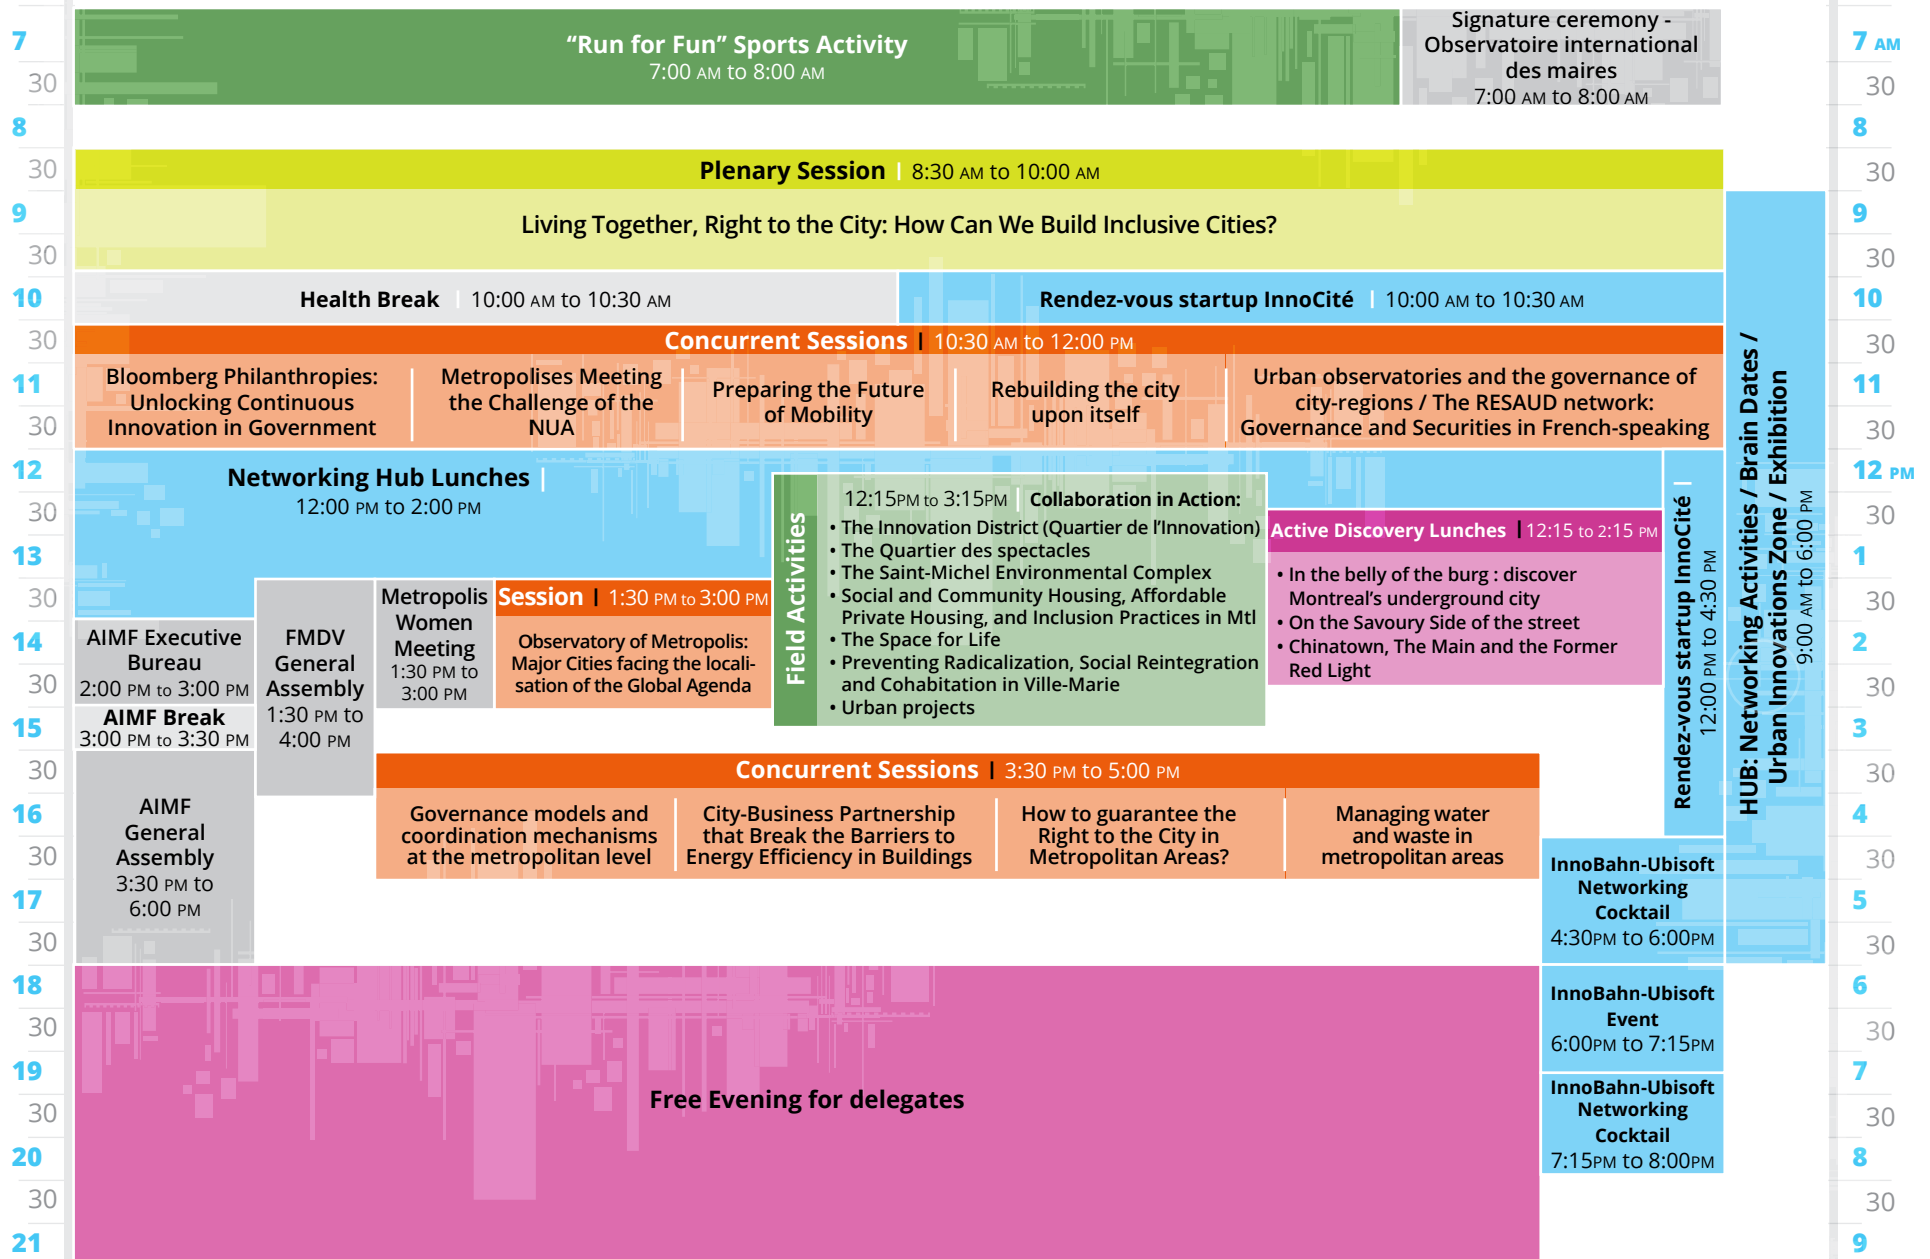 7
30
8
30
9
30
10
30
11
30
12
30
13
30
14
30
15
30
16
30
17
30
18
30
19
30
20
30
21
"Run for Fun" Sports Activity
7:00 AM to 8:00 AM
Signature ceremony -
Observatoire international
des maires
7:00 AM to 8:00 AM
Plenary Session | 8:30 AM to 10:00 AM
Living Together, Right to the City: How Can We Build Inclusive Cities?
Health Break | 10:00 AM to 10:30 AM
Rendez-vous startup InnoCité | 10:00 AM to 10:30 AM
Concurrent Sessions | 10:30 AM to 12:00 PM
Bloomberg Philanthropies:
Unlocking Continuous
Innovation in Government
Metropolises Meeting
the Challenge of the
NUA
Preparing the Future
of Mobility
Rebuilding the city
upon itself
Urban observatories and the governance of
city-regions / The RESAUD network:
Governance and Securities in French-speaking
Networking Hub Lunches |
12:00 PM to 2:00 PM
Field Activities
12:15PM to 3:15PM | Collaboration in Action:
• The Innovation District (Quartier de l'Innovation)
• The Quartier des spectacles
• The Saint-Michel Environmental Complex
• Social and Community Housing, Affordable
Private Housing, and Inclusion Practices in Mtl
• The Space for Life
• Preventing Radicalization, Social Reintegration
and Cohabitation in Ville-Marie
• Urban projects
Active Discovery Lunches | 12:15 to 2:15 PM
• In the belly of the burg : discover
Montreal's underground city
• On the Savoury Side of the street
• Chinatown, The Main and the Former
Red Light
Rendez-vous startup InnoCité |
12:00 PM to 4:30 PM
HUB: Networking Activities / Brain Dates /
Urban Innovations Zone / Exhibition
9:00 AM to 6:00 PM
AIMF Executive
Bureau
2:00 PM to 3:00 PM
AIMF Break
3:00 PM to 3:30 PM
AIMF
General
Assembly
3:30 PM to
6:00 PM
FMDV
General
Assembly
1:30 PM to
4:00 PM
Metropolis
Women
Meeting
1:30 PM to
3:00 PM
Session | 1:30 PM to 3:00 PM
Observatory of Metropolis:
Major Cities facing the locali-
sation of the Global Agenda
Concurrent Sessions | 3:30 PM to 5:00 PM
Governance models and
coordination mechanisms
at the metropolitan level
City-Business Partnership
that Break the Barriers to
Energy Efficiency in Buildings
How to guarantee the
Right to the City in
Metropolitan Areas?
Managing water
and waste in
metropolitan areas
InnoBahn-Ubisoft
Networking
Cocktail
4:30PM to 6:00PM
InnoBahn-Ubisoft
Event
6:00PM to 7:15PM
InnoBahn-Ubisoft
Networking
Cocktail
7:15PM to 8:00PM
Free Evening for delegates
7 AM
30
8
30
9
30
10
30
11
30
12 PM
30
1
30
2
30
3
30
4
30
5
30
6
30
7
30
8
30
9